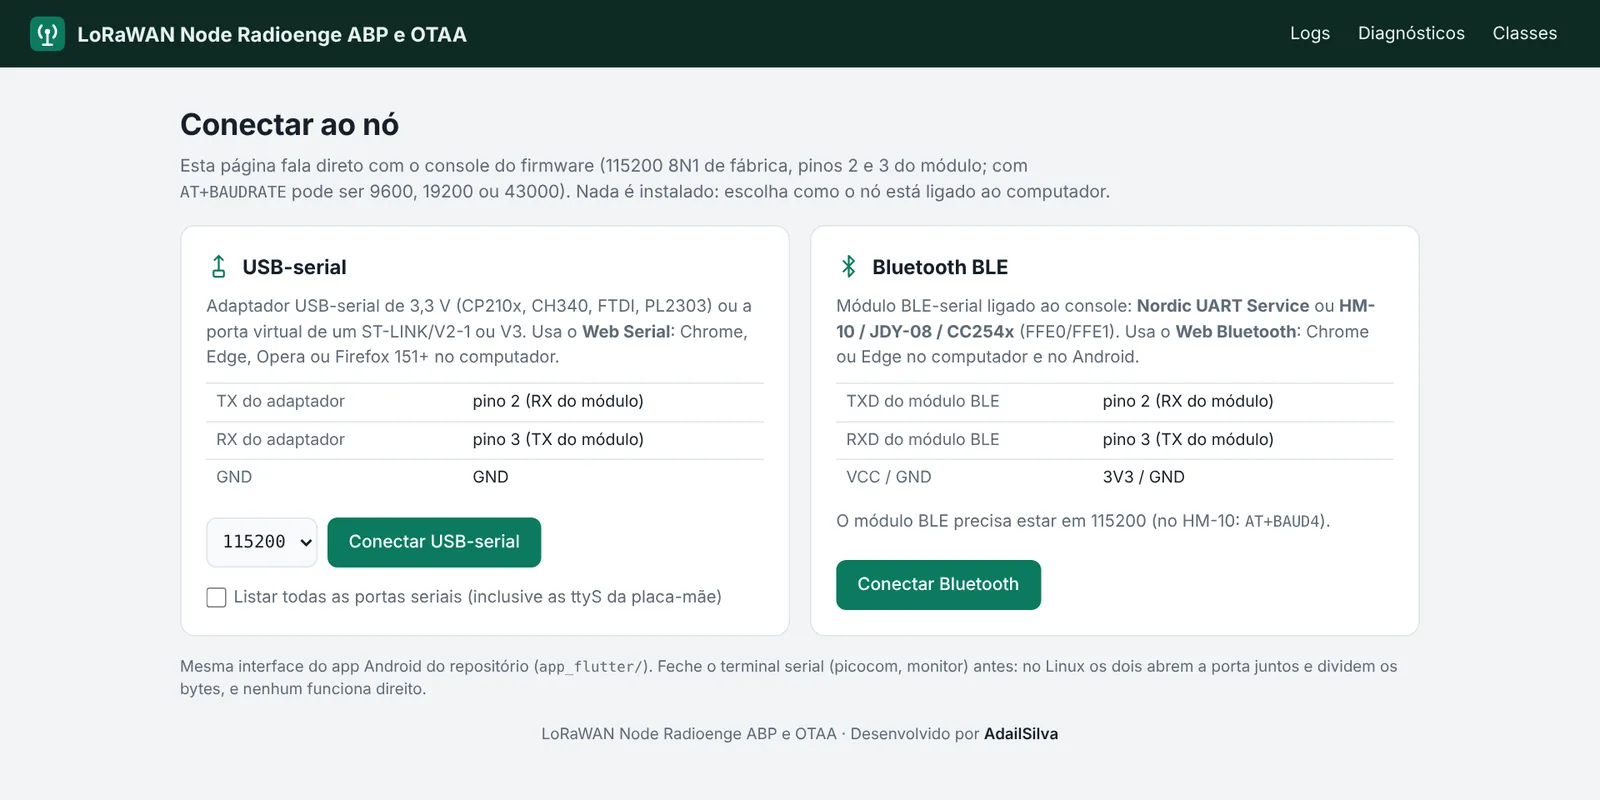 LoRaWAN Node Radioenge ABP e OTAA
Logs Diagnósticos Classes
Conectar ao nó
Esta página fala direto com o console do firmware (115200 8N1 de fábrica, pinos 2 e 3 do módulo; com
AT+BAUDRATE pode ser 9600, 19200 ou 43000). Nada é instalado: escolha como o nó está ligado ao computador.
USB-serial
Adaptador USB-serial de 3,3 V (CP210x, CH340, FTDI, PL2303) ou a
porta virtual de um ST-LINK/V2-1 ou V3. Usa o Web Serial: Chrome,
Edge, Opera ou Firefox 151+ no computador.
TX do adaptador pino 2 (RX do módulo)
RX do adaptador pino 3 (TX do módulo)
GND GND
115200 Conectar USB-serial
Listar todas as portas seriais (inclusive as ttyS da placa-mãe)
Bluetooth BLE
Módulo BLE-serial ligado ao console: Nordic UART Service ou HM-
10 / JDY-08 / CC254x (FFE0/FFE1). Usa o Web Bluetooth: Chrome
ou Edge no computador e no Android.
TXD do módulo BLE pino 2 (RX do módulo)
RXD do módulo BLE pino 3 (TX do módulo)
VCC / GND 3V3 / GND
O módulo BLE precisa estar em 115200 (no HM-10: AT+BAUD4).
Conectar Bluetooth
Mesma interface do app Android do repositório (app_flutter/). Feche o terminal serial (picocom, monitor) antes: no Linux os dois abrem a porta juntos e dividem os
bytes, e nenhum funciona direito.
LoRaWAN Node Radioenge ABP e OTAA · Desenvolvido por AdailSilva